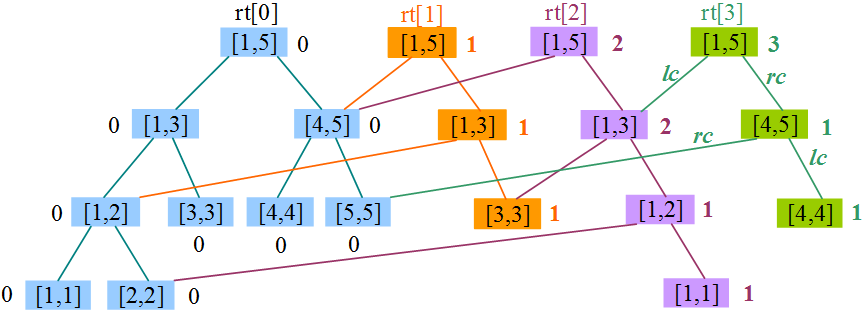 rt[0] rt[1] rt[2] rt[3]
[1,5] 0 [1,5] 1 [1,5] 2 [1,5] 3
lc rc
0 [1,3] [4,5] 0 [1,3] 1 [1,3] 2 [4,5] 1
rc lc
0 [1,2] [3,3] [4,4] [5,5] [3,3] 1 [1,2] 1 [4,4] 1
0 0 0
0 [1,1] [2,2] 0 [1,1] 1